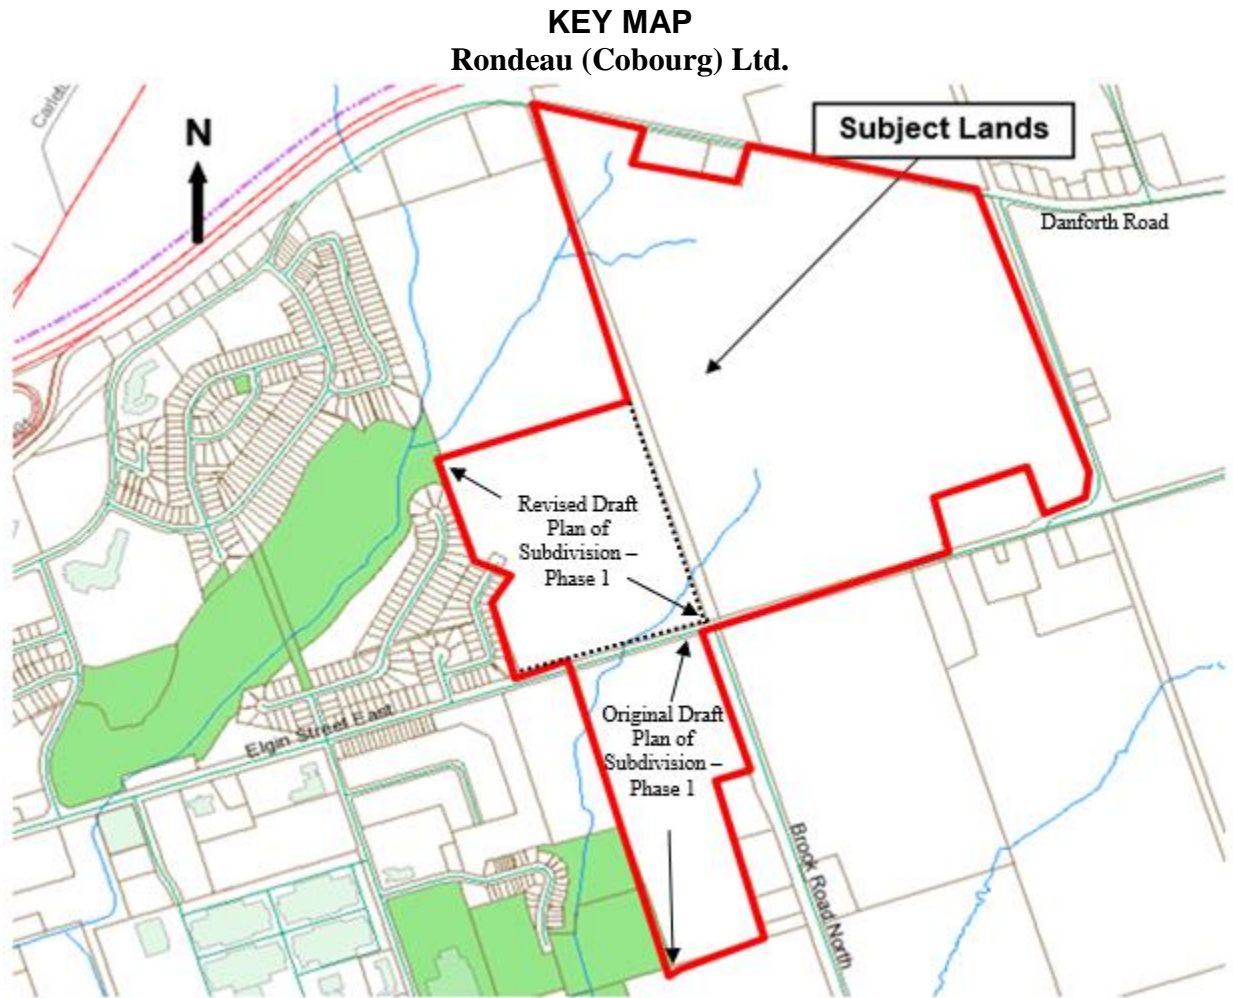 KEY MAP
Rondeau (Cobourg) Ltd.
N
Subject Lands
Danforth Road
Revised Draft
Plan of
Subdivision –
Phase 1
Original Draft
Plan of
Subdivision –
Phase 1
Elgin Street East
Brook Road North